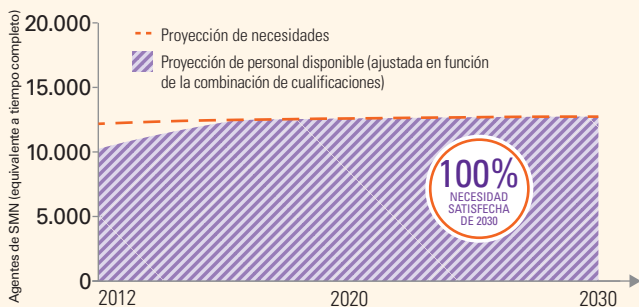 Agentes de SMN (equivalente a tiempo completo)
20.000
15.000
10.000
5.000
0
Proyección de necesidades
Proyección de personal disponible (ajustada en función
de la combinación de cualificaciones)
100%
NECESIDAD
SATISFECHA
DE 2030
2012
2020
2030